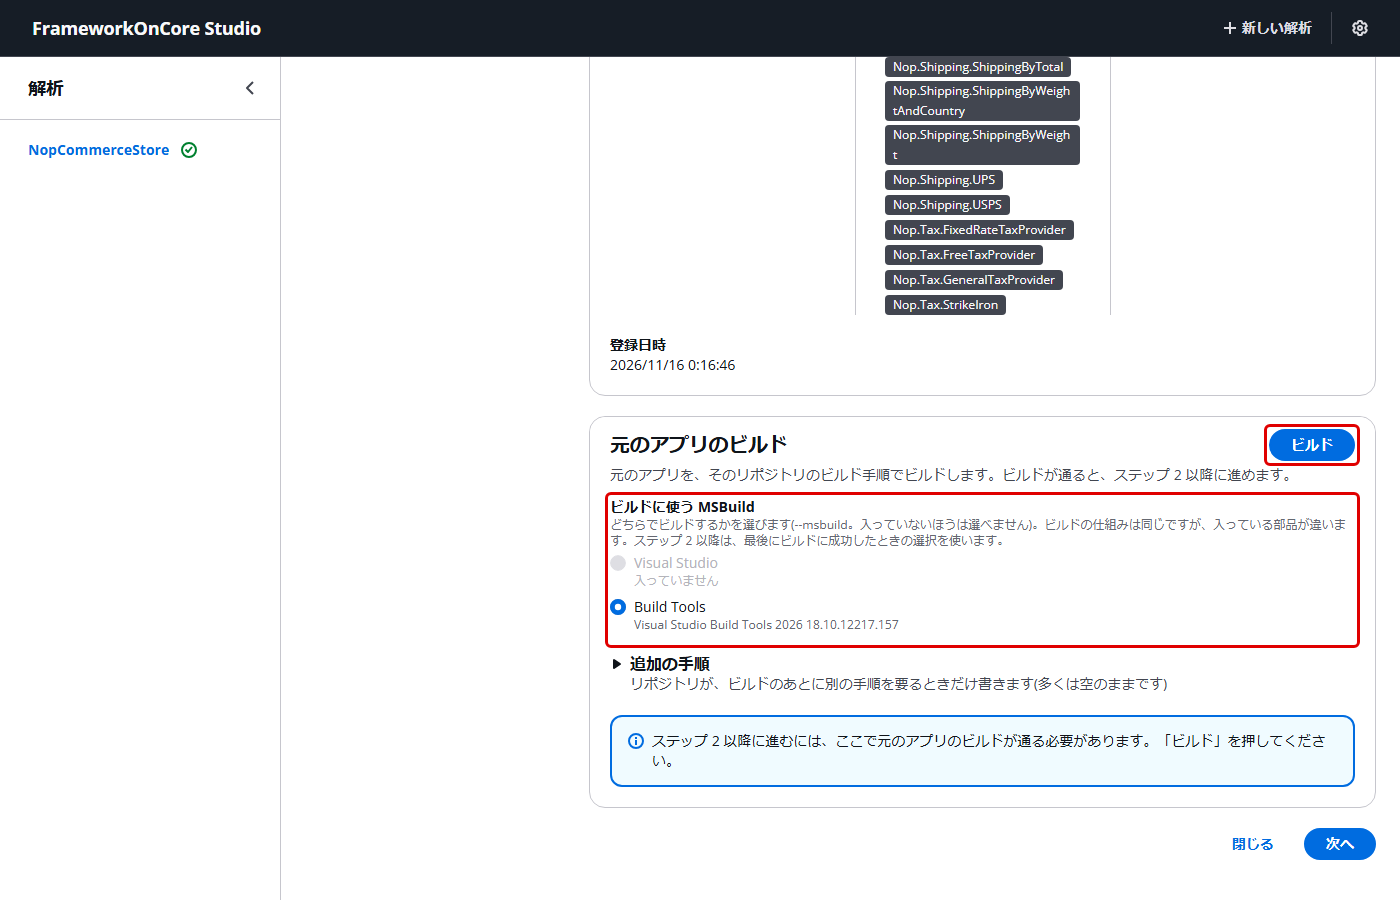 FrameworkOnCore Studio
新しい解析
解析
NopCommerceStore
Nop.Shipping.ShippingByTotal
Nop.Shipping.ShippingByWeigh
tAndCountry
Nop.Shipping.ShippingByWeigh
t
Nop.Shipping.UPS
Nop.Shipping.USPS
Nop.Tax.FixedRateTaxProvider
Nop.Tax.FreeTaxProvider
Nop.Tax.GeneralTaxProvider
Nop.Tax.StrikeIron
登録日時
2026/11/16 0:16:46
元のアプリのビルド
ビルド
元のアプリを、そのリポジトリのビルド手順でビルドします。ビルドが通ると、ステップ 2 以降に進めます。
ビルドに使う MSBuild
どちらでビルドするかを選びます(--msbuild。入っていないほうは選べません)。ビルドの仕組みは同じですが、入っている部品が違いま
す。ステップ 2 以降は、最後にビルドに成功したときの選択を使います。
Visual Studio
入っていません
Build Tools
Visual Studio Build Tools 2026 18.10.12217.157
追加の手順
リポジトリが、ビルドのあとに別の手順を要るときだけ書きます(多くは空のままです)
ステップ 2 以降に進むには、ここで元のアプリのビルドが通る必要があります。「ビルド」を押してくださ
い。
閉じる
次へ